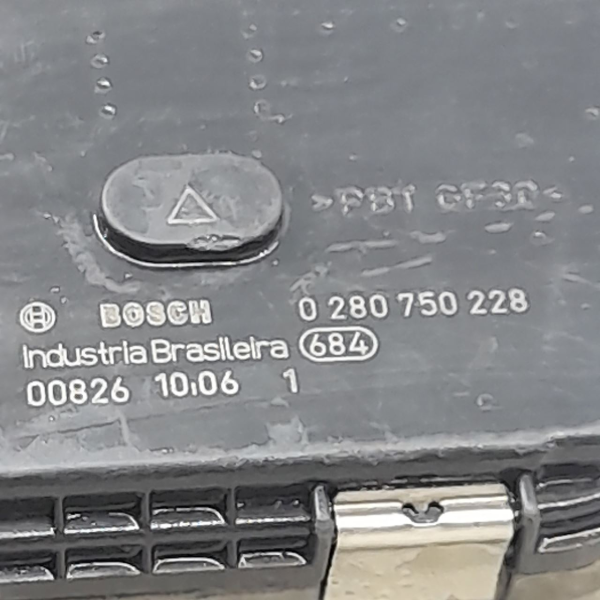 >PBT GF30<
BOSCH 0 280 750 228
Industria Brasileira 684
00826 10.06 1